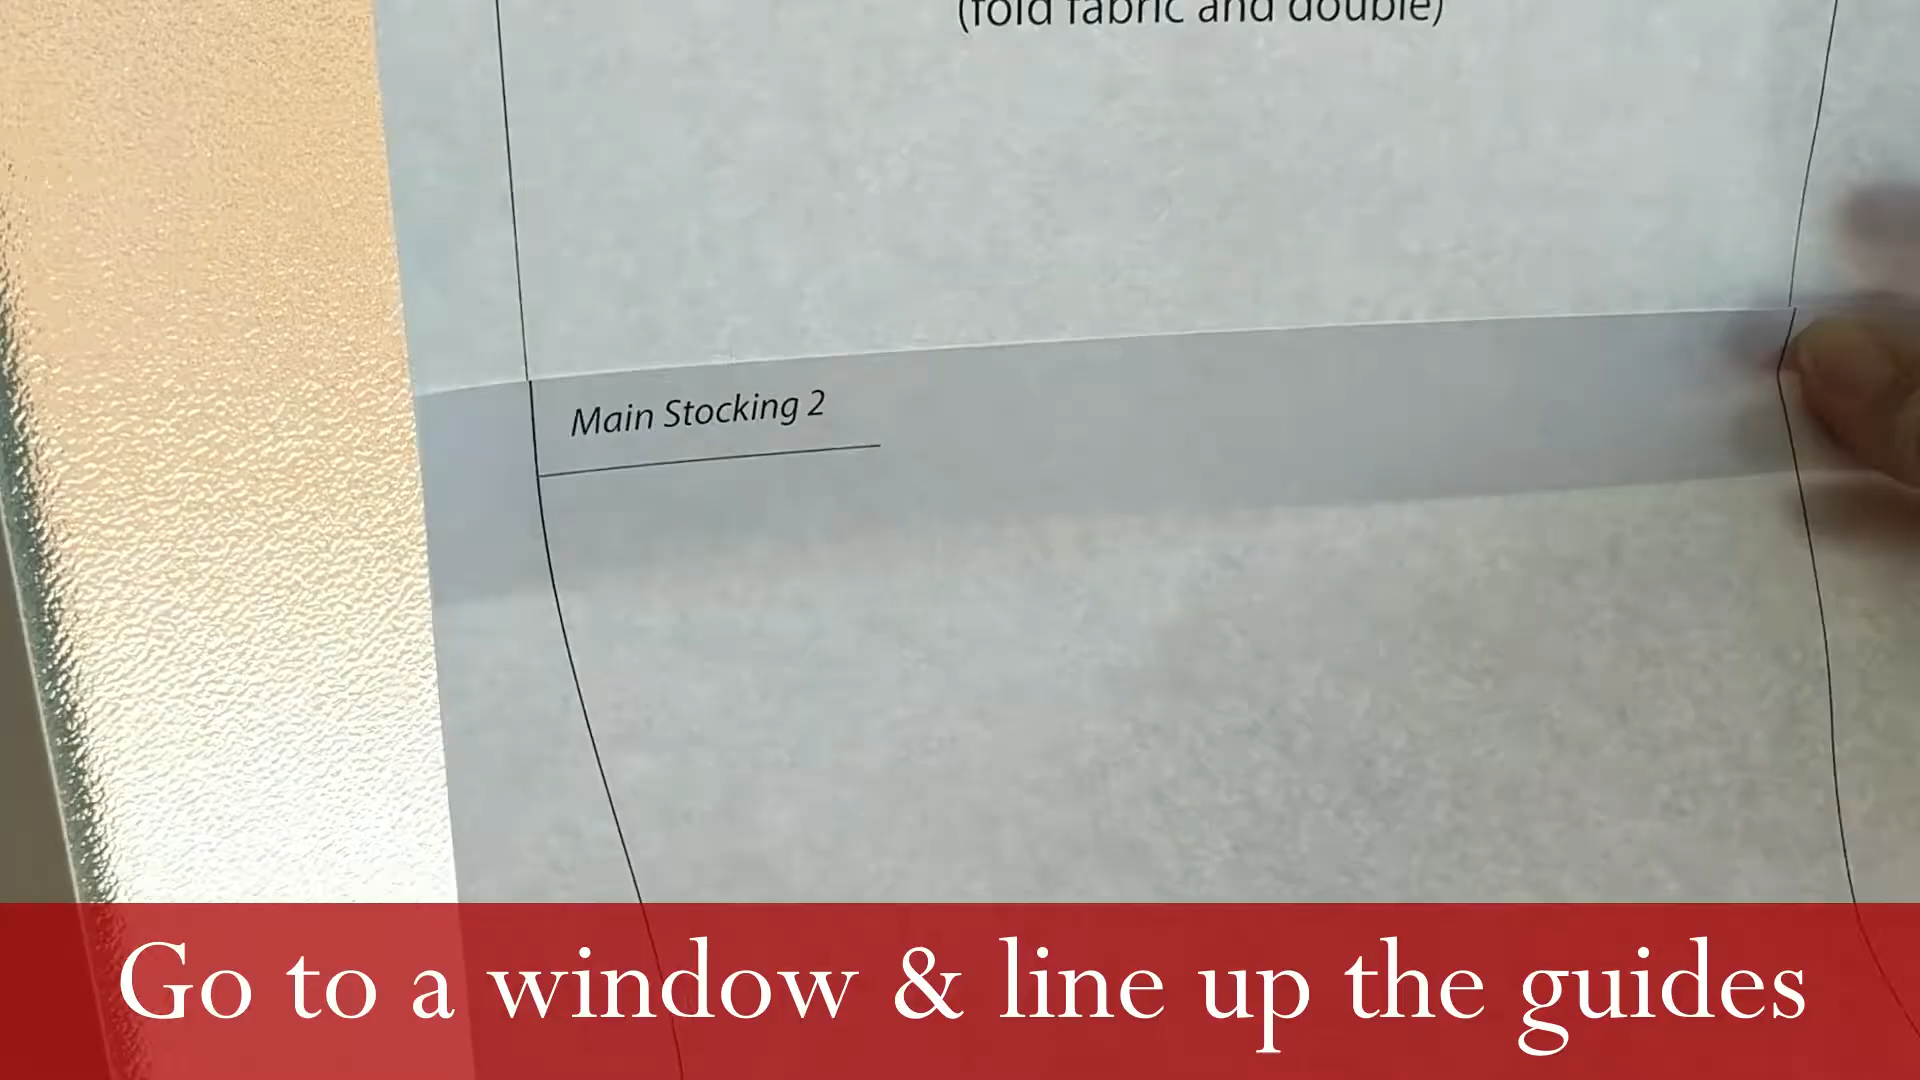 (fold fabric and double)
Main Stocking 2
Go to a window & line up the guides